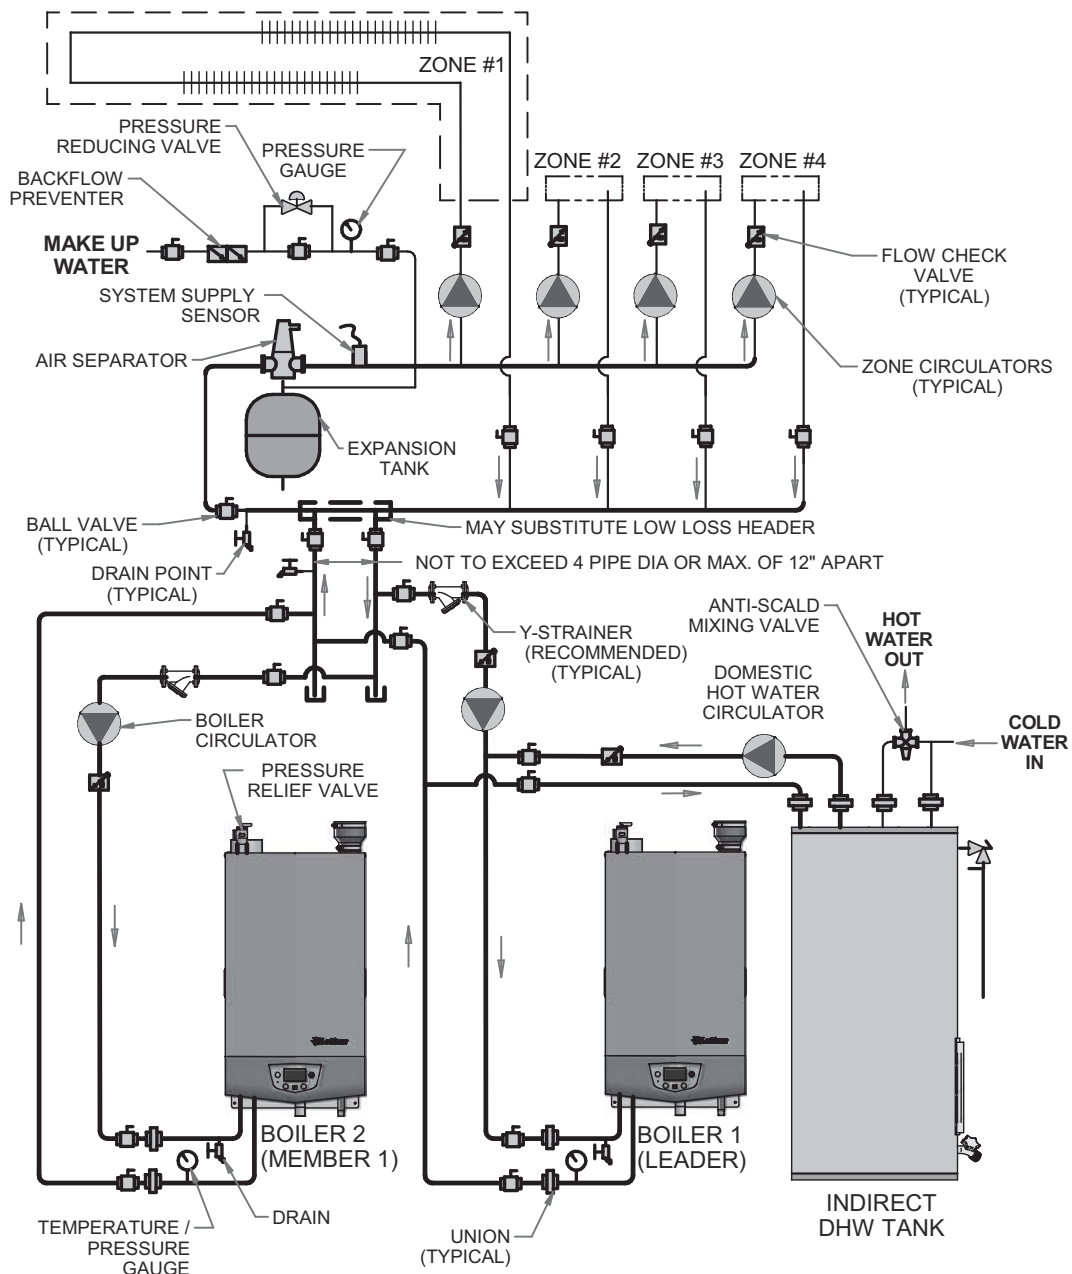 ZONE #1
PRESSURE
REDUCING VALVE
PRESSURE
GAUGE
ZONE #2
ZONE #3
ZONE #4
BACKFLOW
PREVENTER
MAKE UP
WATER
FLOW CHECK
VALVE
(TYPICAL)
SYSTEM SUPPLY
SENSOR
AIR SEPARATOR
ZONE CIRCULATORS
(TYPICAL)
EXPANSION
TANK
BALL VALVE
(TYPICAL)
MAY SUBSTITUTE LOW LOSS HEADER
DRAIN POINT
(TYPICAL)
NOT TO EXCEED 4 PIPE DIA OR MAX. OF 12" APART
Y-STRAINER
(RECOMMENDED)
(TYPICAL)
ANTI-SCALD
MIXING VALVE
HOT
WATER
OUT
DOMESTIC
HOT WATER
CIRCULATOR
COLD
WATER
IN
BOILER
CIRCULATOR
PRESSURE
RELIEF VALVE
BOILER 2
(MEMBER 1)
BOILER 1
(LEADER)
INDIRECT
DHW TANK
TEMPERATURE /
PRESSURE
GAUGE
DRAIN
UNION
(TYPICAL)